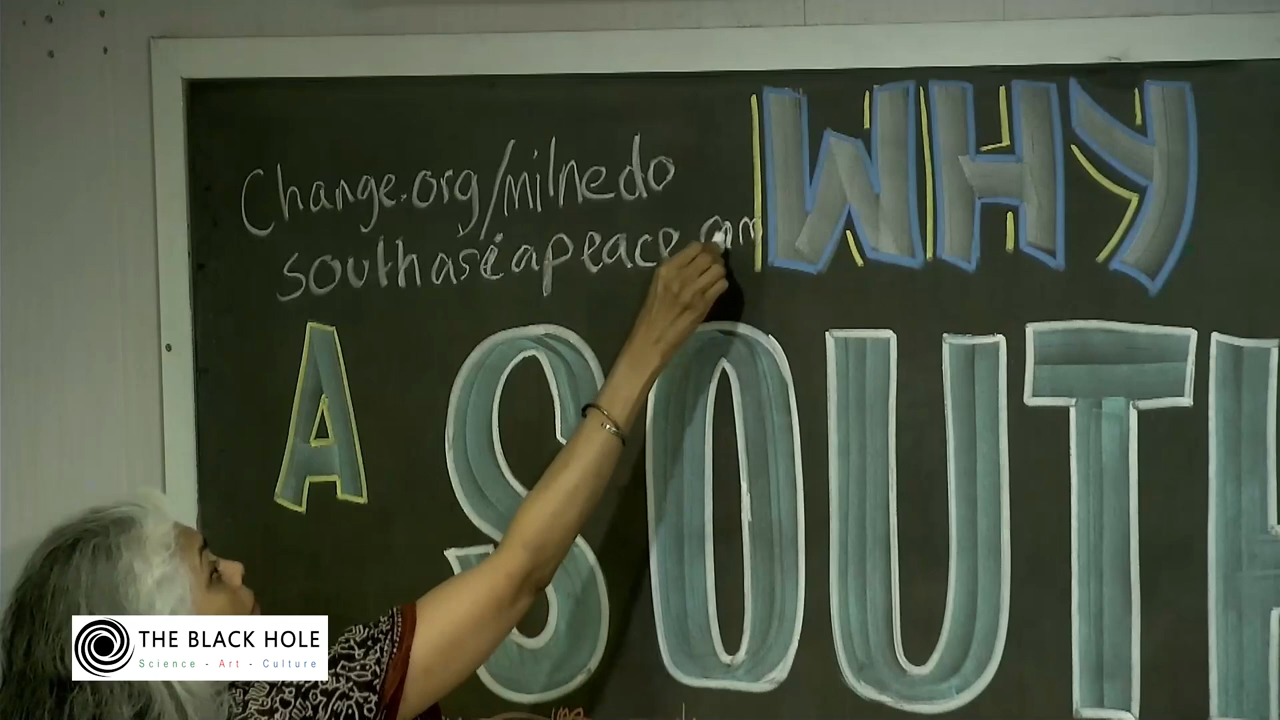 WHY
Change.org/milnedo
southasiapeace.com
A SOUTH
THE BLACK HOLE
Science - Art - Culture